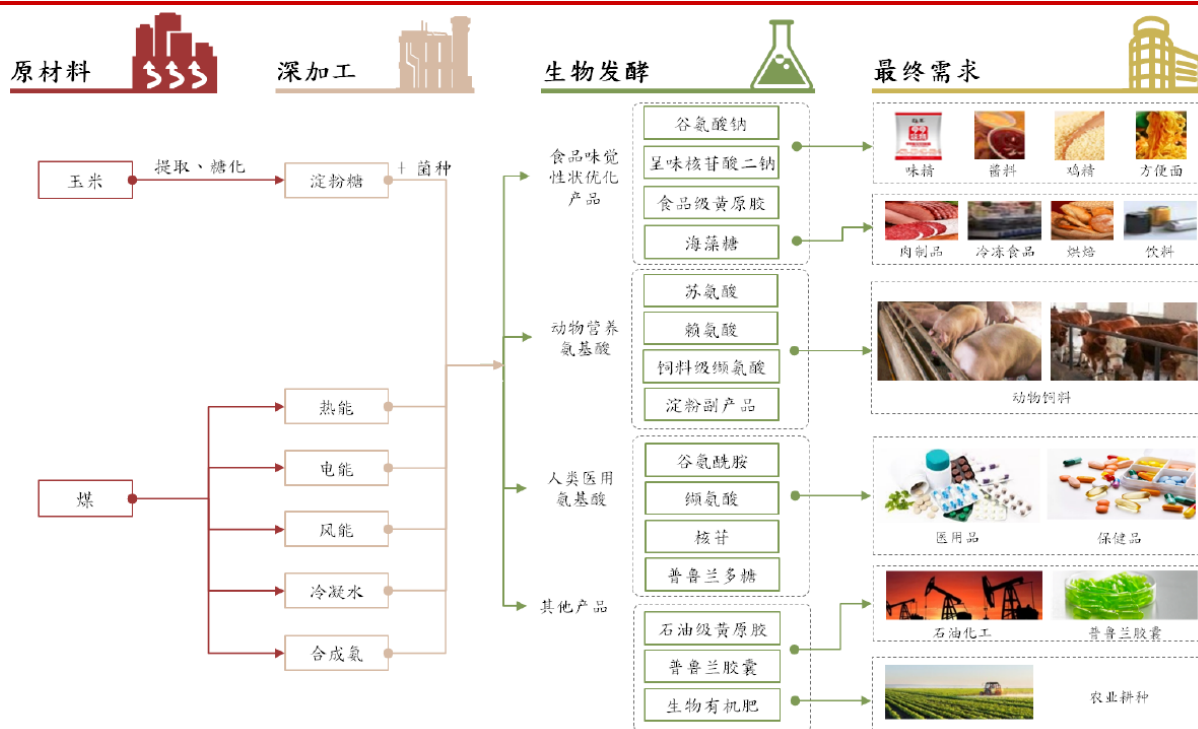 原材料
深加工
生物发酵
最终需求
玉米
提取、糖化
淀粉糖
+ 菌种
煤
热能
电能
风能
冷凝水
合成氨
食品味觉
性状优化
产品
谷氨酸钠
呈味核苷酸二钠
食品级黄原胶
海藻糖
动物营养
氨基酸
苏氨酸
赖氨酸
饲料级缬氨酸
淀粉副产品
人类医用
氨基酸
谷氨酰胺
缬氨酸
核苷
普鲁兰多糖
其他产品
石油级黄原胶
普鲁兰胶囊
生物有机肥
味精
酱料
鸡精
方便面
肉制品
冷冻食品
烘焙
饮料
动物饲料
医用品
保健品
石油化工
普鲁兰胶囊
农业耕种